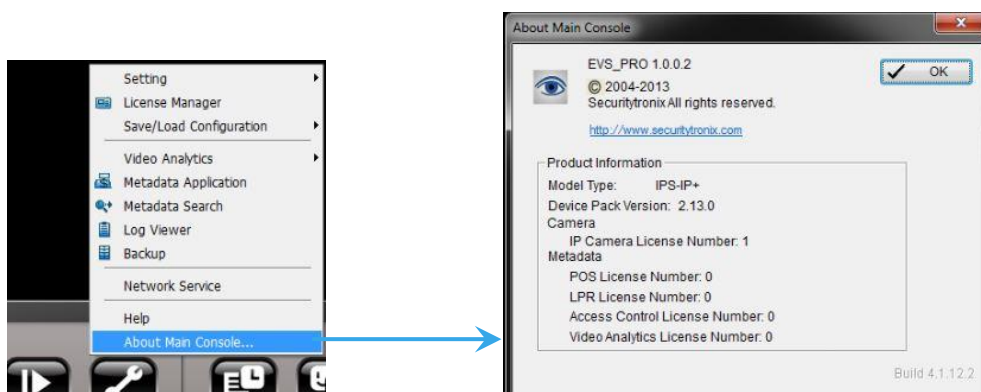 Setting
License Manager
Save/Load Configuration
Video Analytics
Metadata Application
Metadata Search
Log Viewer
Backup
Network Service
Help
About Main Console...
About Main Console
EVS_PRO 1.0.0.2
OK
© 2004-2013
Securitytronix All rights reserved.
http://www.securitytronix.com
Product Information
Model Type: IPS-IP+
Device Pack Version: 2.13.0
Camera
IP Camera License Number: 1
Metadata
POS License Number: 0
LPR License Number: 0
Access Control License Number: 0
Video Analytics License Number: 0
Build 4.1.12.2